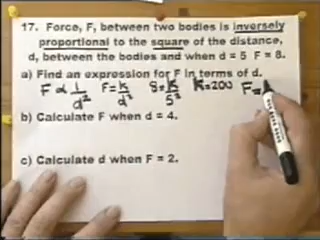 17. Force, F, between two bodies is inversely
proportional to the square of the distance,
d, between the bodies and when d = 5 F = 8.
a) Find an expression for F in terms of d.
F ∝ 1/d² F = k/d² 8 = k/5² k = 200 F =
b) Calculate F when d = 4.
c) Calculate d when F = 2.